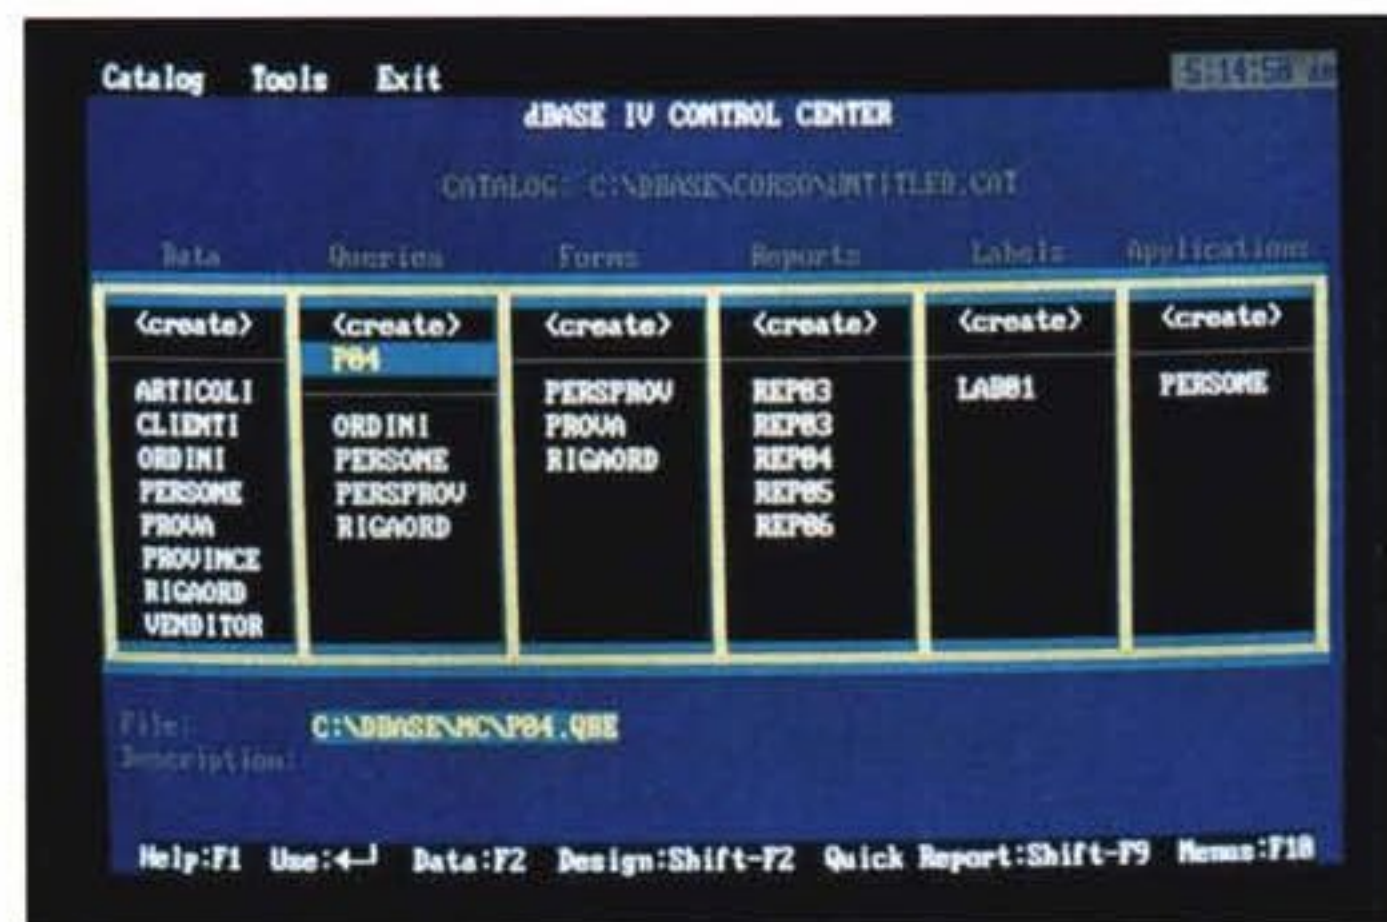 Catalog Tools Exit 5:14:50
dBASE IV CONTROL CENTER
CATALOG: C:\DBASE\CORSO\UNTITLED.CAT
Data Queries Forms Reports Labels Applications
<create> <create> <create> <create> <create> <create>
P04
ARTICOLI PERSPROV REP03 LAB01 PERSONE
CLIENTI ORDINI PROVA REP03
ORDINI PERSONE RIGAORD REP04
PERSONE PERSPROV REP05
PROVA RIGAORD REP06
PROVINCE
RIGAORD
VENDITOR
File: C:\DBASE\MC\P04.QBE
Description:
Help:F1 Use:↵ Data:F2 Design:Shift-F2 Quick Report:Shift-F9 Menus:F10